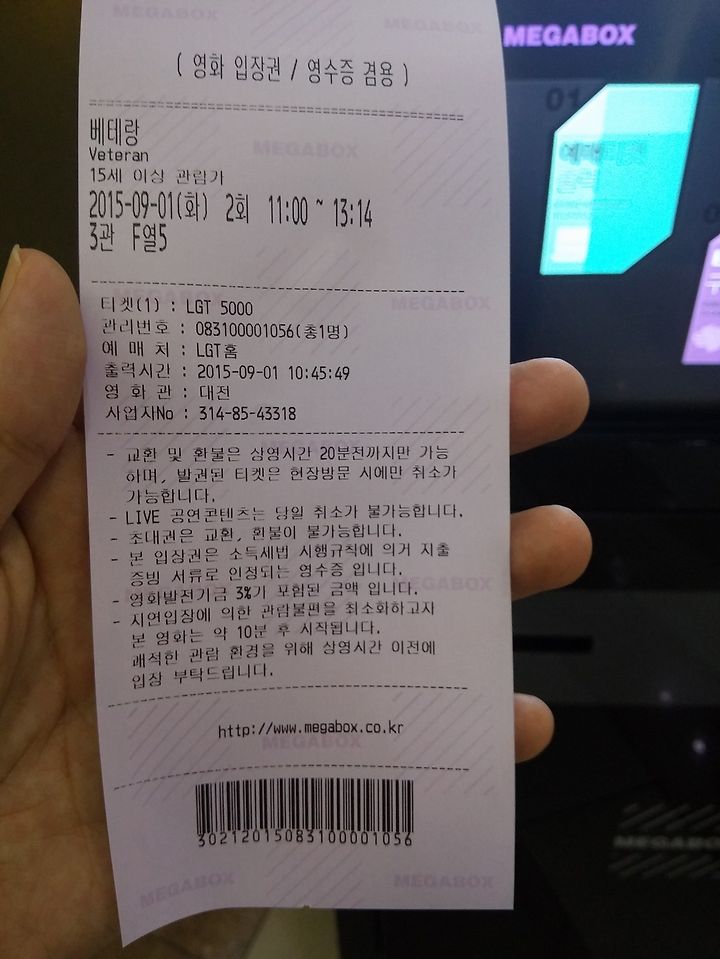 MEGABOX
MEGABOX
MEGABOX
( 영화 입장권 / 영수증 겸용 )
베테랑
Veteran
MEGABOX
15세 이상 관람가
2015-09-01(화) 2회 11:00 ~ 13:14
3관 F열5
MEGABOX
티켓(1) : LGT 5000
관리번호 : 083100001056(총1명)
예 매 처 : LGT홈
출력시간 : 2015-09-01 10:45:49
영 화 관 : 대전
사업자No : 314-85-43318
- 교환 및 환불은 상영시간 20분전까지만 가능
하며, 발권된 티켓은 현장방문 시에만 취소가
가능합니다.
- LIVE 공연콘텐츠는 당일 취소가 불가능합니다.
- 초대권은 교환, 환불이 불가능합니다.
- 본 입장권은 소득세법 시행규칙에 의거 지출
증빙 서류로 인정되는 영수증 입니다.
- 영화발전기금 3%가 포함된 금액 입니다.
- 지연입장에 의한 관람불편을 최소화하고자
본 영화는 약 10분 후 시작됩니다.
쾌적한 관람 환경을 위해 상영시간 이전에
입장 부탁드립니다.
http://www.megabox.co.kr
MEGABOX
30212015083100001056
MEGABOX
MEGABOX
01
MEGABOX